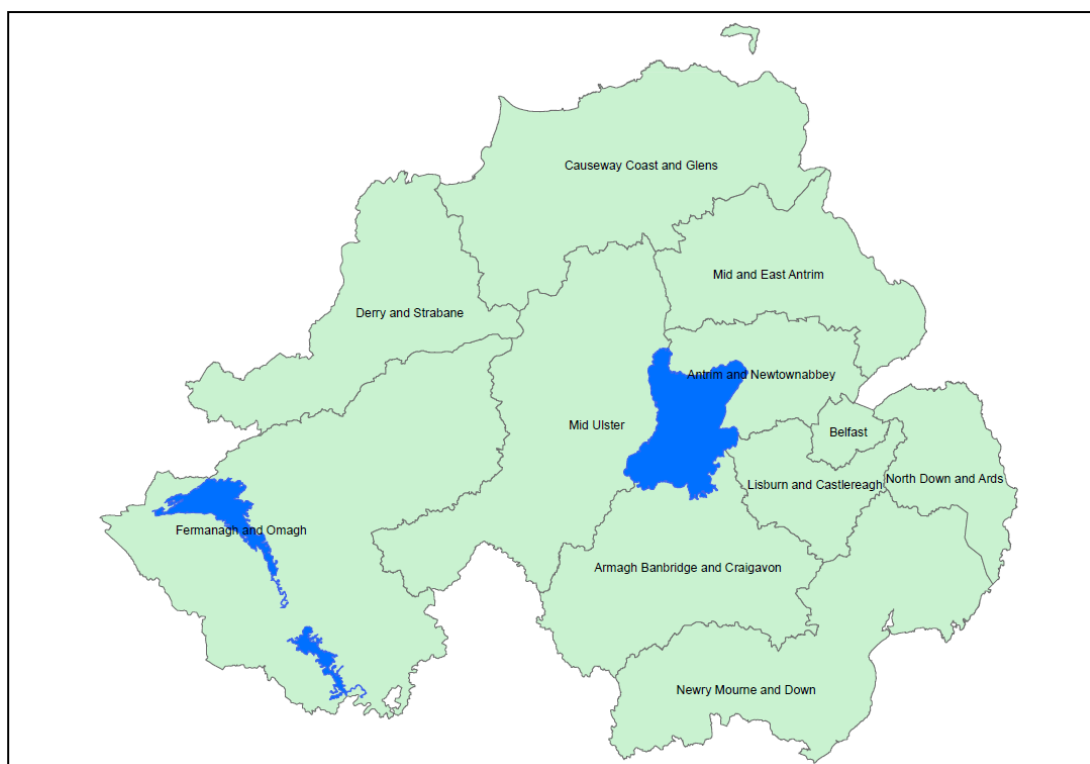 Causeway Coast and Glens
Mid and East Antrim
Derry and Strabane
Antrim and Newtownabbey
Mid Ulster
Belfast
Lisburn and Castlereagh
North Down and Ards
Fermanagh and Omagh
Armagh Banbridge and Craigavon
Newry Mourne and Down